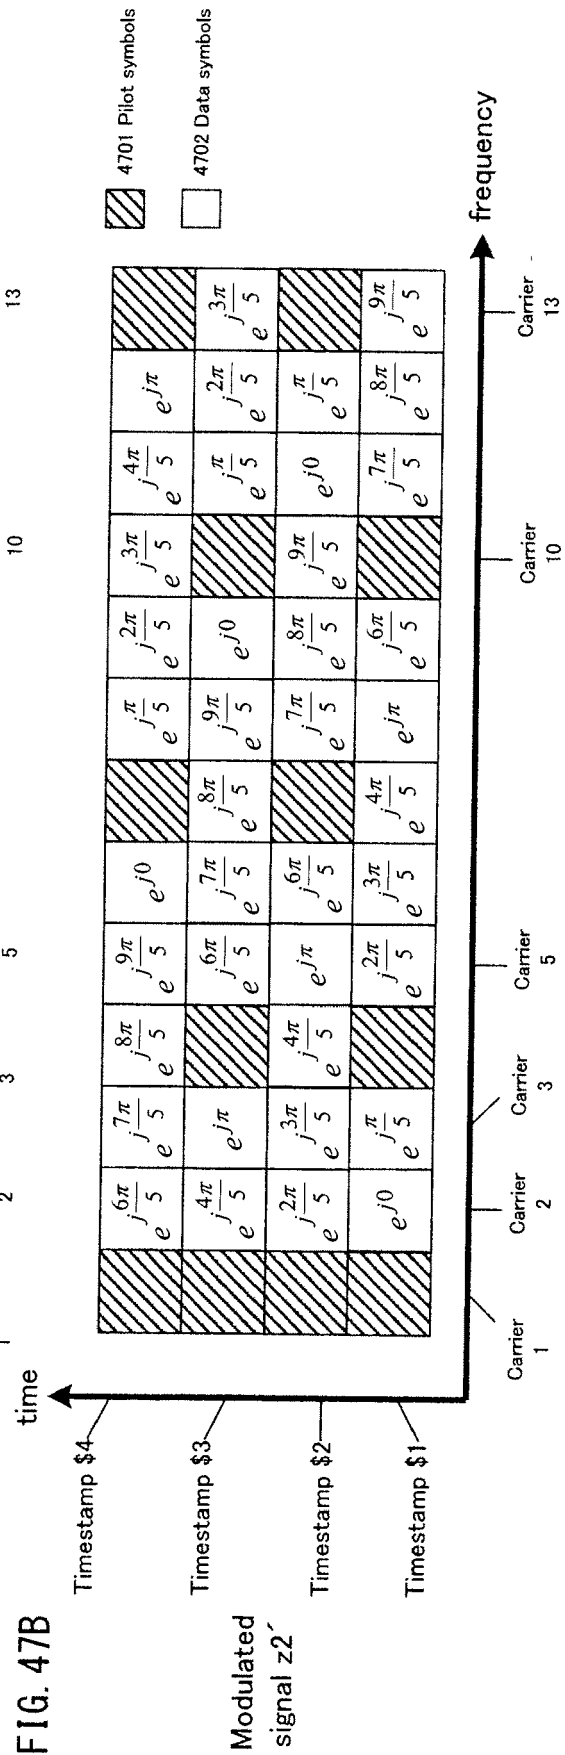 2 3 5 10 13
FIG. 47B
4701 Pilot symbols
4702 Data symbols
time
Modulated
signal z2′
Timestamp $4
e^{j6π/5} e^{j7π/5} e^{j8π/5} e^{j9π/5} e^{j0} e^{jπ/5} e^{j2π/5} e^{j3π/5} e^{j4π/5} e^{jπ}
Timestamp $3
e^{j4π/5} e^{jπ} e^{j6π/5} e^{j7π/5} e^{j8π/5} e^{j9π/5} e^{j0} e^{jπ/5} e^{j2π/5} e^{j3π/5}
Timestamp $2
e^{j2π/5} e^{j3π/5} e^{j4π/5} e^{jπ} e^{j6π/5} e^{j7π/5} e^{j8π/5} e^{j9π/5} e^{j0} e^{jπ/5}
Timestamp $1
e^{j0} e^{jπ/5} e^{j2π/5} e^{j3π/5} e^{j4π/5} e^{jπ} e^{j6π/5} e^{j7π/5} e^{j8π/5} e^{j9π/5}
frequency
Carrier
1
Carrier
2
Carrier
3
Carrier
5
Carrier
10
Carrier
13